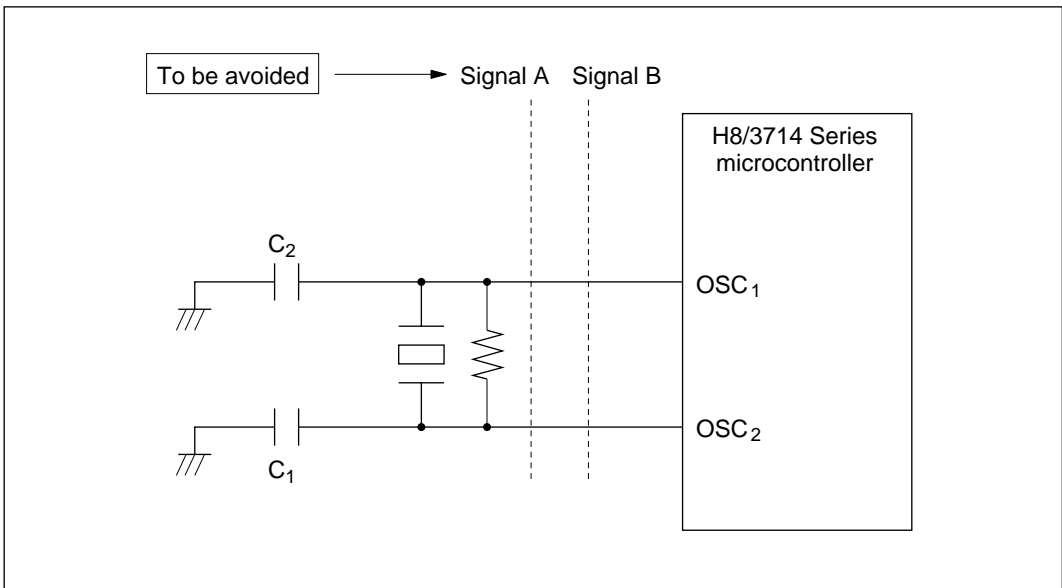 To be avoided
Signal A
Signal B
H8/3714 Series
microcontroller
C2
OSC1
OSC2
C1